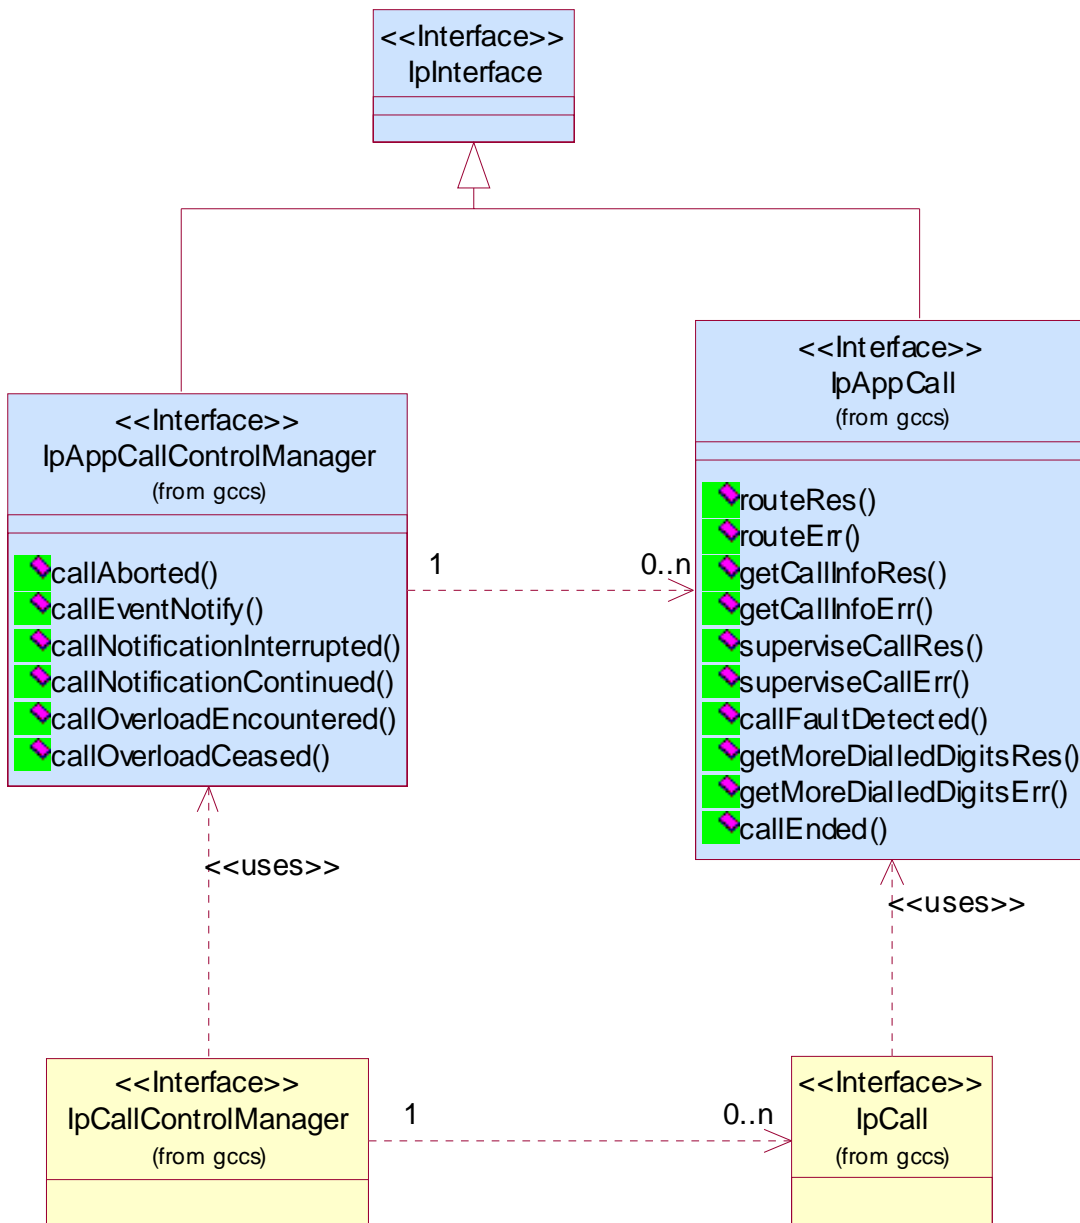 <<Interface>>
IpInterface
<<Interface>>
IpAppCallControlManager
(from gccs)
callAborted()
callEventNotify()
callNotificationInterrupted()
callNotificationContinued()
callOverloadEncountered()
callOverloadCeased()
1
0..n
<<Interface>>
IpAppCall
(from gccs)
routeRes()
routeErr()
getCallInfoRes()
getCallInfoErr()
superviseCallRes()
superviseCallErr()
callFaultDetected()
getMoreDialledDigitsRes()
getMoreDialledDigitsErr()
callEnded()
<<uses>>
<<uses>>
<<Interface>>
IpCallControlManager
(from gccs)
1
0..n
<<Interface>>
IpCall
(from gccs)